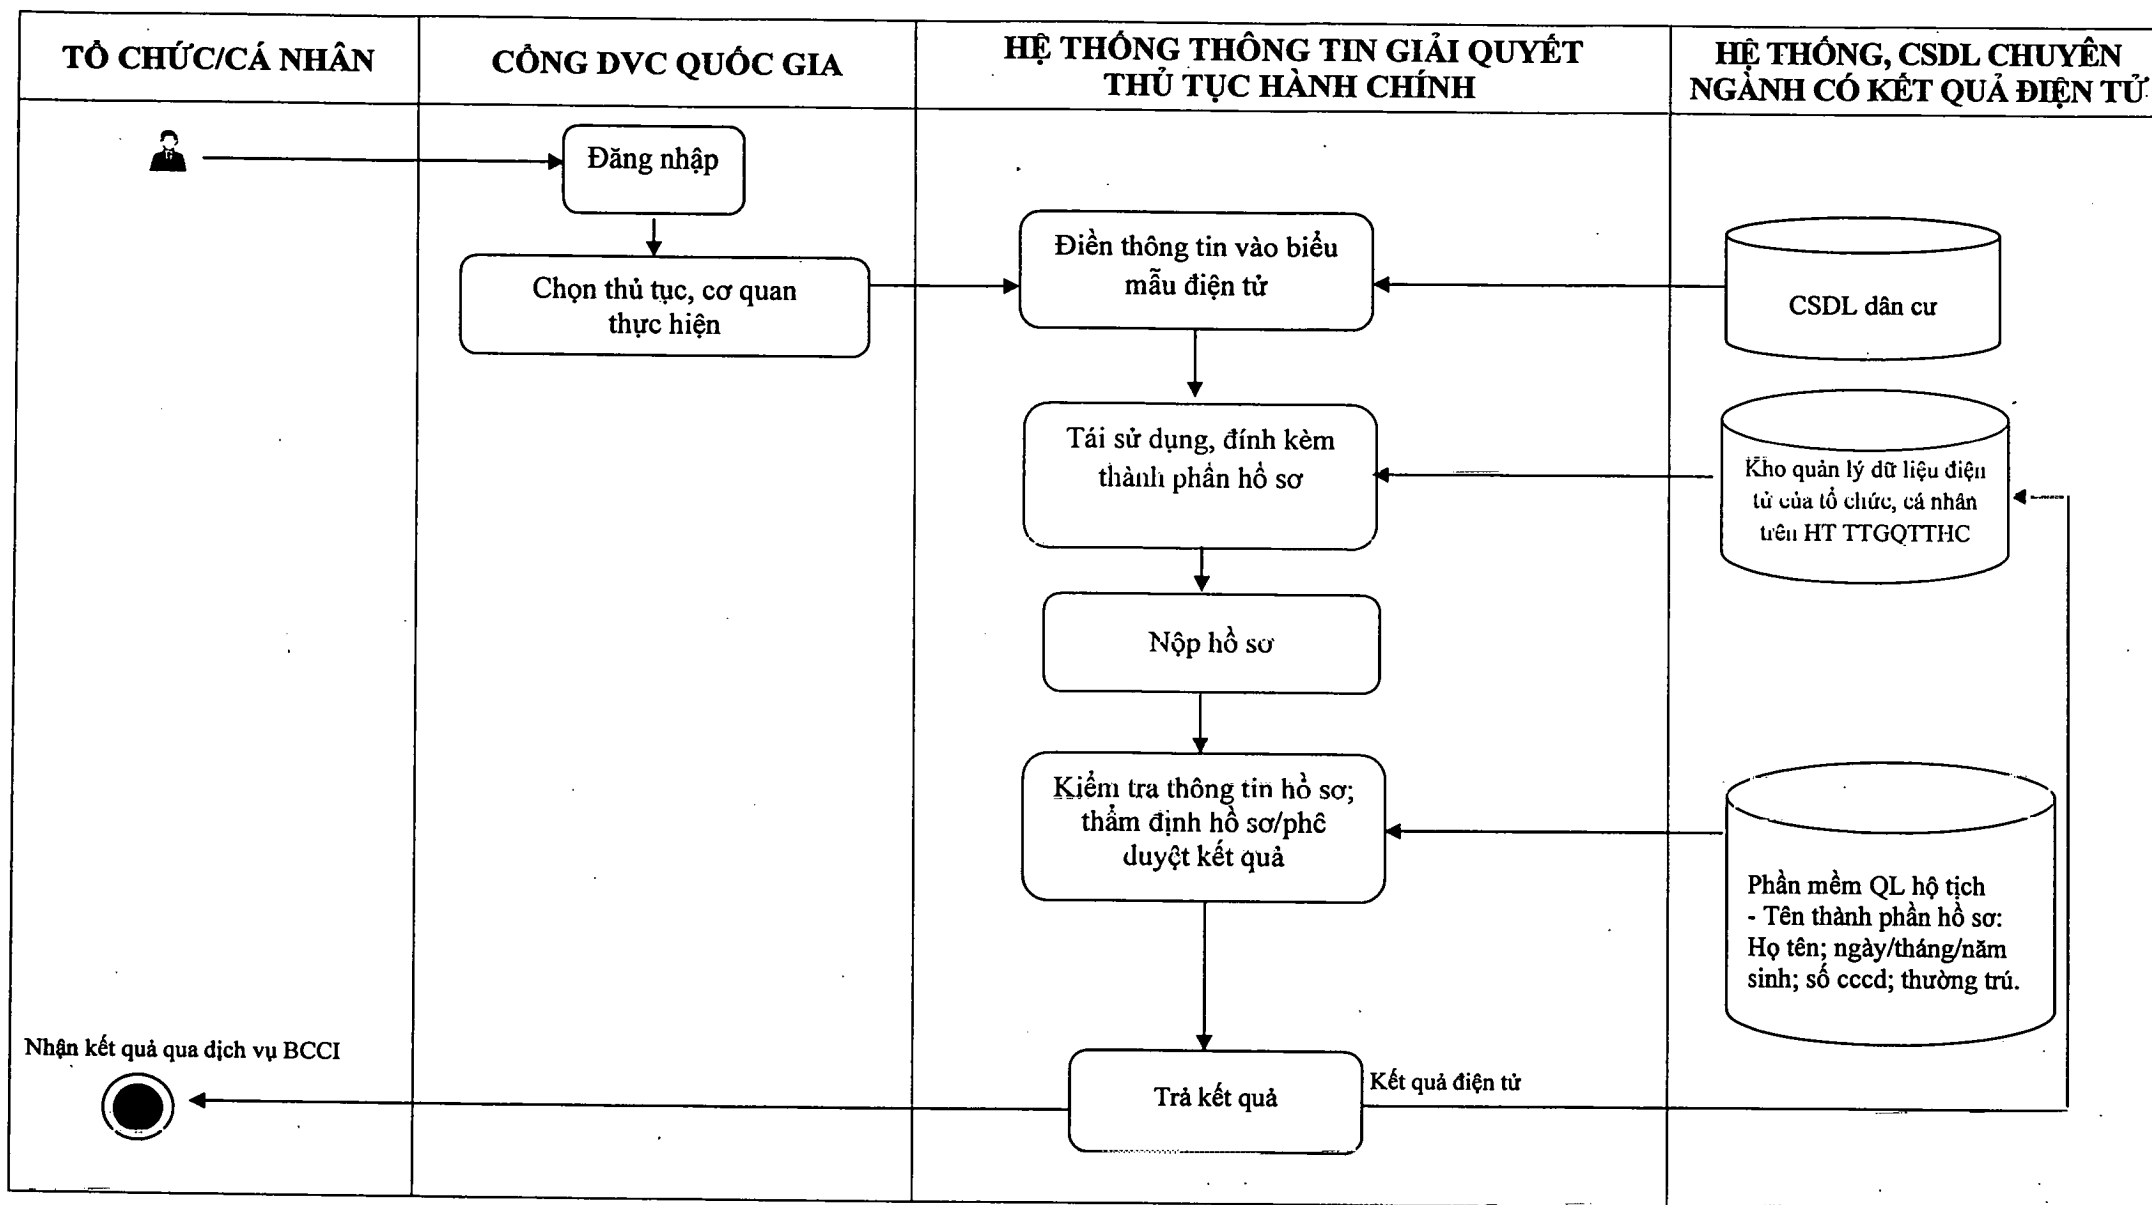 TỔ CHỨC/CÁ NHÂN
CỔNG DVC QUỐC GIA
HỆ THỐNG THÔNG TIN GIẢI QUYẾT
THỦ TỤC HÀNH CHÍNH
HỆ THỐNG, CSDL CHUYÊN
NGÀNH CÓ KẾT QUẢ ĐIỆN TỬ
Đăng nhập
Chọn thủ tục, cơ quan
thực hiện
Điền thông tin vào biểu
mẫu điện tử
CSDL dân cư
Tái sử dụng, đính kèm
thành phần hồ sơ
Kho quản lý dữ liệu điện
tử của tổ chức, cá nhân
trên HT TTGQTTHC
Nộp hồ sơ
Kiểm tra thông tin hồ sơ;
thẩm định hồ sơ/phê
duyệt kết quả
Phần mềm QL hộ tịch
- Tên thành phần hồ sơ:
Họ tên; ngày/tháng/năm
sinh; số cccd; thường trú.
Nhận kết quả qua dịch vụ BCCI
Trả kết quả
Kết quả điện tử